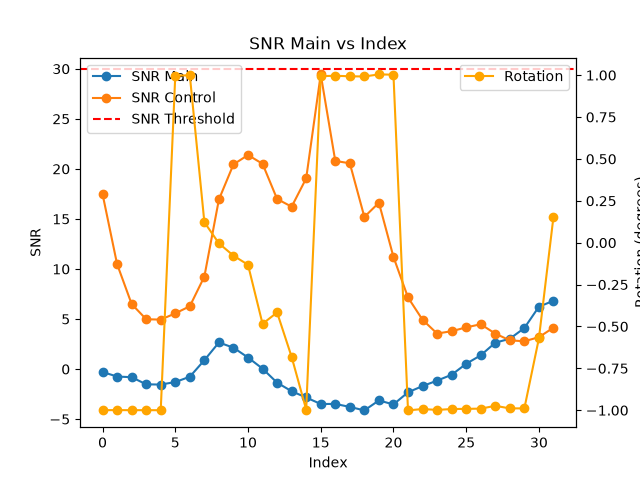 SNR Main vs Index
SNR Main
SNR Control
SNR Threshold
Rotation
30
25
20
15
10
5
0
−5
SNR
1.00
0.75
0.50
0.25
0.00
−0.25
−0.50
−0.75
−1.00
Rotation (degrees)
0 5 10 15 20 25 30
Index